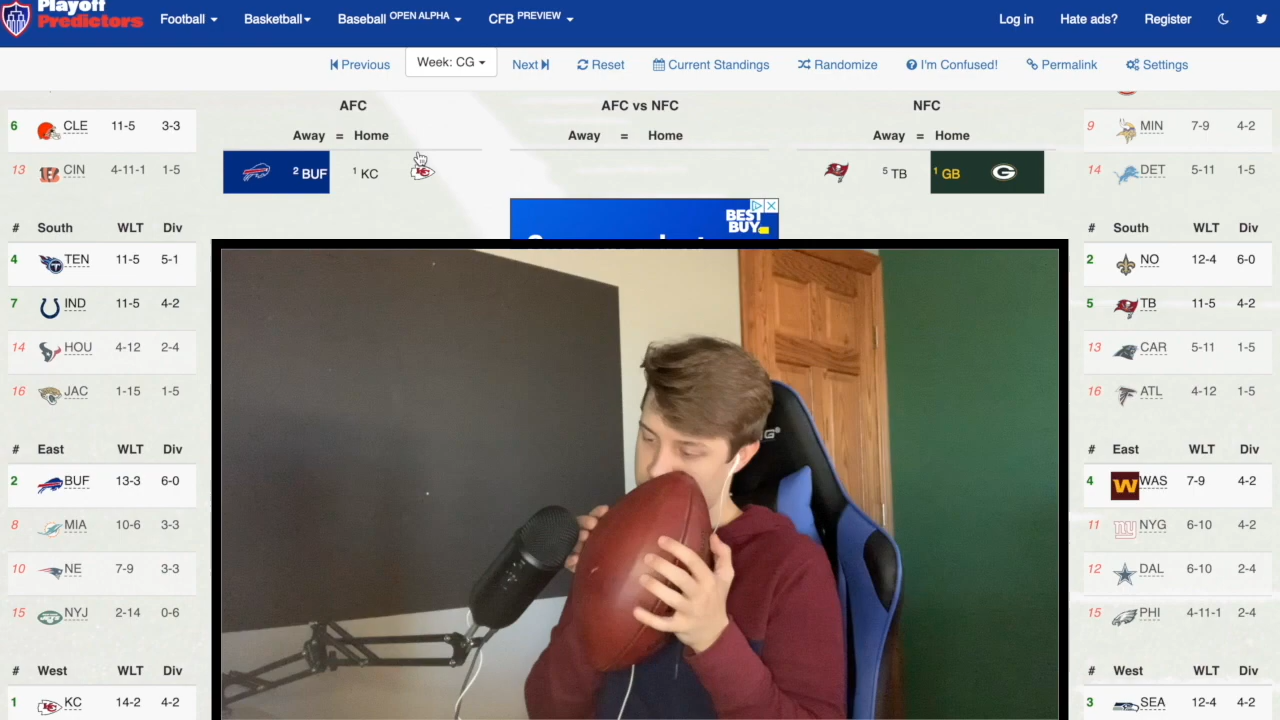 Playoff
Predictors
Football
Basketball
Baseball OPEN ALPHA
CFB PREVIEW
Log in
Hate ads?
Register
Previous
Week: CG
Next
Reset
Current Standings
Randomize
I'm Confused!
Permalink
Settings
AFC
Away = Home
2 BUF 1 KC
AFC vs NFC
Away = Home
NFC
Away = Home
5 TB 1 GB G
BEST
BUY
6 CLE 11-5 3-3
13 CIN 4-11-1 1-5
# South WLT Div
4 TEN 11-5 5-1
7 IND 11-5 4-2
14 HOU 4-12 2-4
16 JAC 1-15 1-5
# East WLT Div
2 BUF 13-3 6-0
8 MIA 10-6 3-3
10 NE 7-9 3-3
15 NYJ 2-14 0-6
# West WLT Div
1 KC 14-2 4-2
9 MIN 7-9 4-2
14 DET 5-11 1-5
# South WLT Div
2 NO 12-4 6-0
5 TB 11-5 4-2
13 CAR 5-11 1-5
16 ATL 4-12 1-5
# East WLT Div
4 W WAS 7-9 4-2
11 NYG 6-10 4-2
12 DAL 6-10 2-4
15 PHI 4-11-1 2-4
# West WLT Div
3 SEA 12-4 4-2